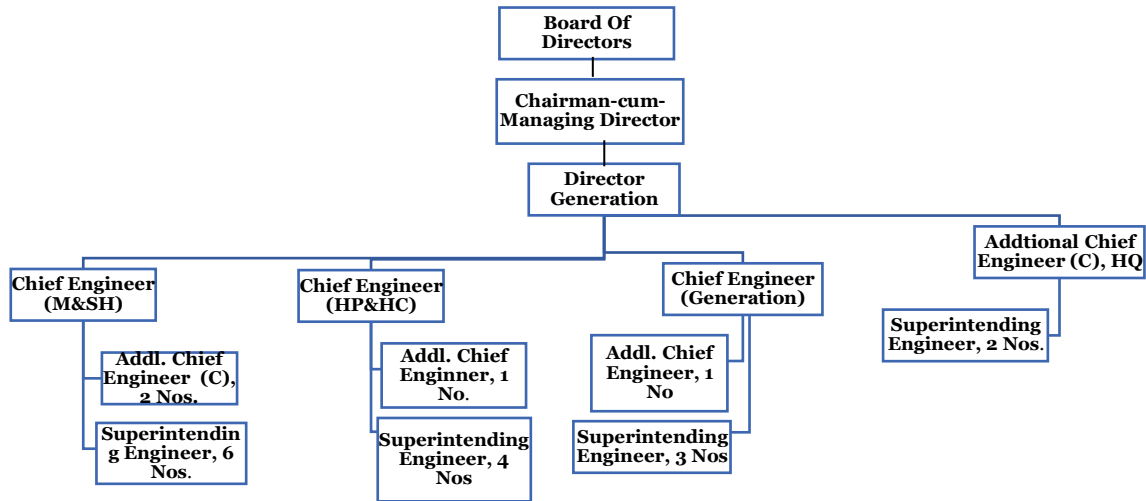 Board Of
Directors
Chairman-cum-
Managing Director
Director
Generation
Chief Engineer
(M&SH)
Addl. Chief
Engineer (C),
2 Nos.
Superintendin
g Engineer, 6
Nos.
Chief Engineer
(HP&HC)
Addl. Chief
Enginner, 1
No.
Superintending
Engineer, 4
Nos
Chief Engineer
(Generation)
Addl. Chief
Engineer, 1
No
Superintending
Engineer, 3 Nos
Addtional Chief
Engineer (C), HQ
Superintending
Engineer, 2 Nos.